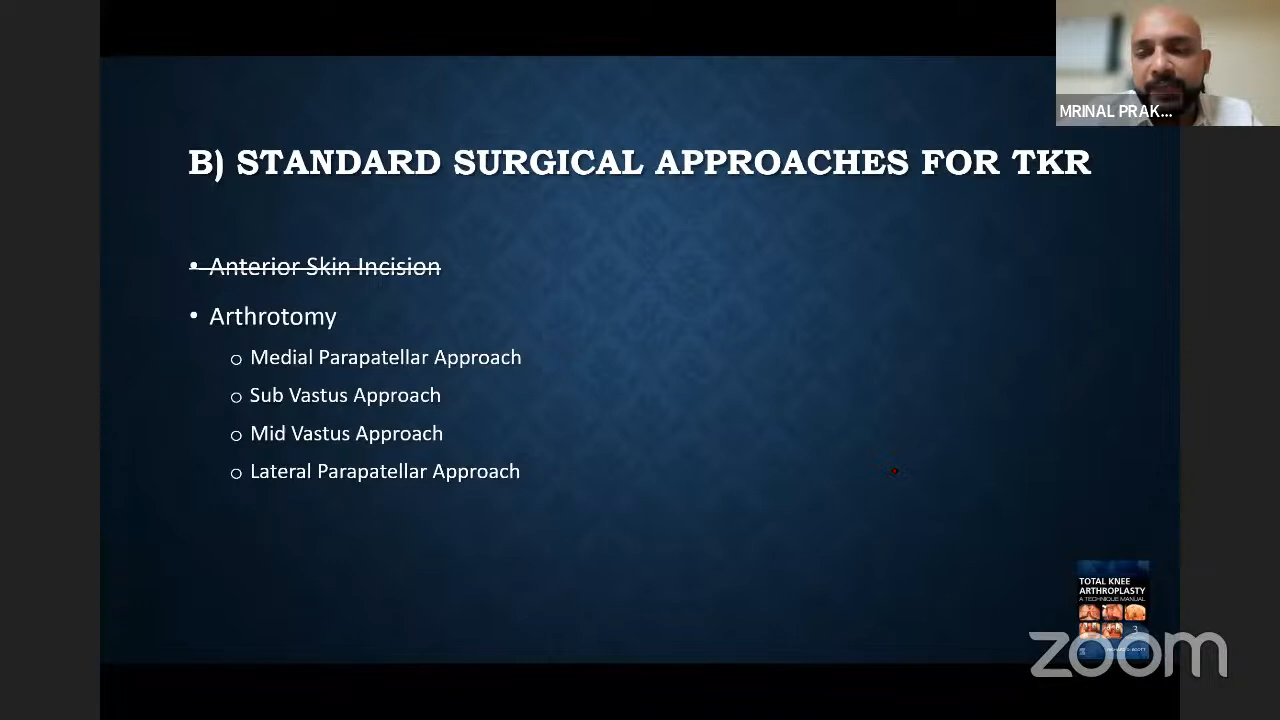 MRINAL PRAK...
B) STANDARD SURGICAL APPROACHES FOR TKR
• Anterior Skin Incision
• Arthrotomy
o Medial Parapatellar Approach
o Sub Vastus Approach
o Mid Vastus Approach
o Lateral Parapatellar Approach
TOTAL KNEE
ARTHROPLASTY
A TECHNIQUE MANUAL
3
zoom